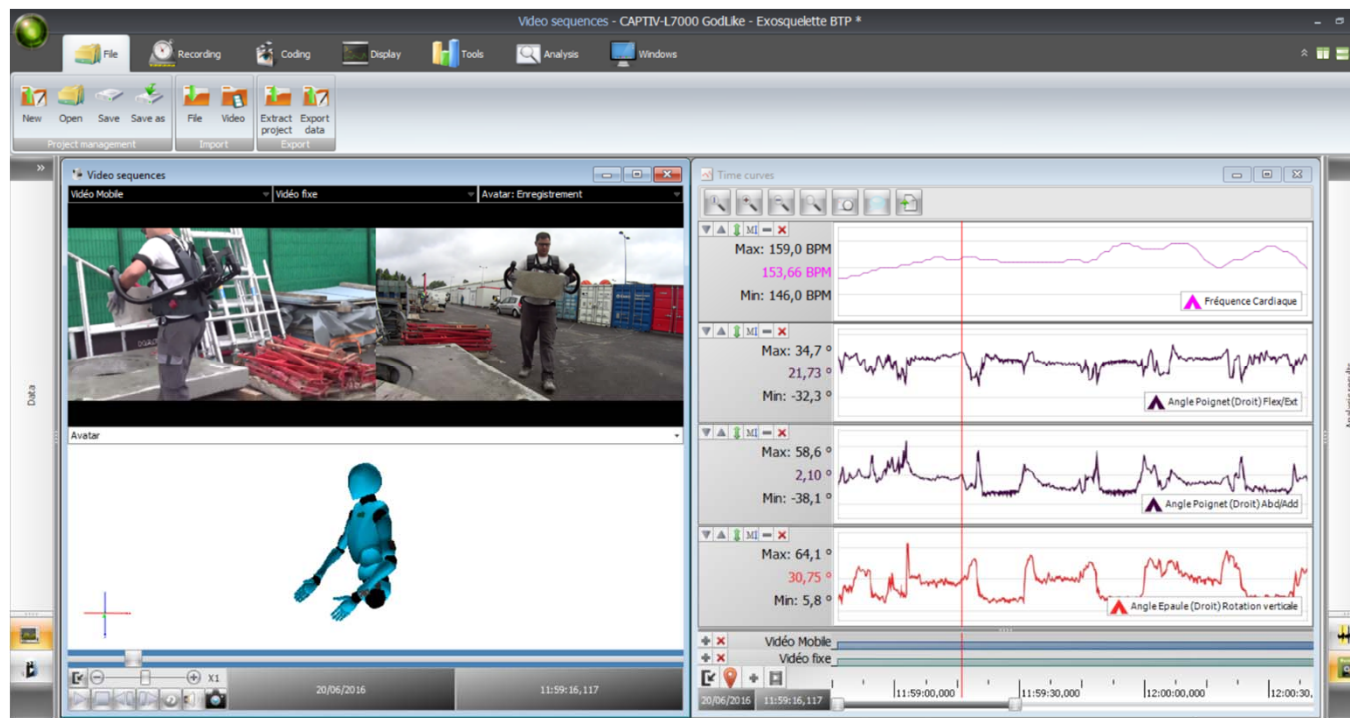 Video sequences - CAPTIV-L7000 GodLike - Exosquelette BTP *
File Recording Coding Display Tools Analysis Windows
New Open Save Save as File Video Extract project Export data
Project management Import Export
Video sequences
Vidéo Mobile Vidéo fixe Avatar: Enregistrement
Avatar
Data
X1
20/06/2016 11:59:16,117
Time curves
MI
Max: 159,0 BPM
153,66 BPM
Min: 146,0 BPM
Fréquence Cardiaque
MI
Max: 34,7 °
21,73 °
Min: -32,3 °
Angle Poignet (Droit) Flex/Ext
MI
Max: 58,6 °
2,10 °
Min: -38,1 °
Angle Poignet (Droit) Abd/Add
MI
Max: 64,1 °
30,75 °
Min: 5,8 °
Angle Epaule (Droit) Rotation verticale
Vidéo Mobile
Vidéo fixe
20/06/2016 11:59:16,117
11:59:00,000 11:59:30,000 12:00:00,000 12:00:30,